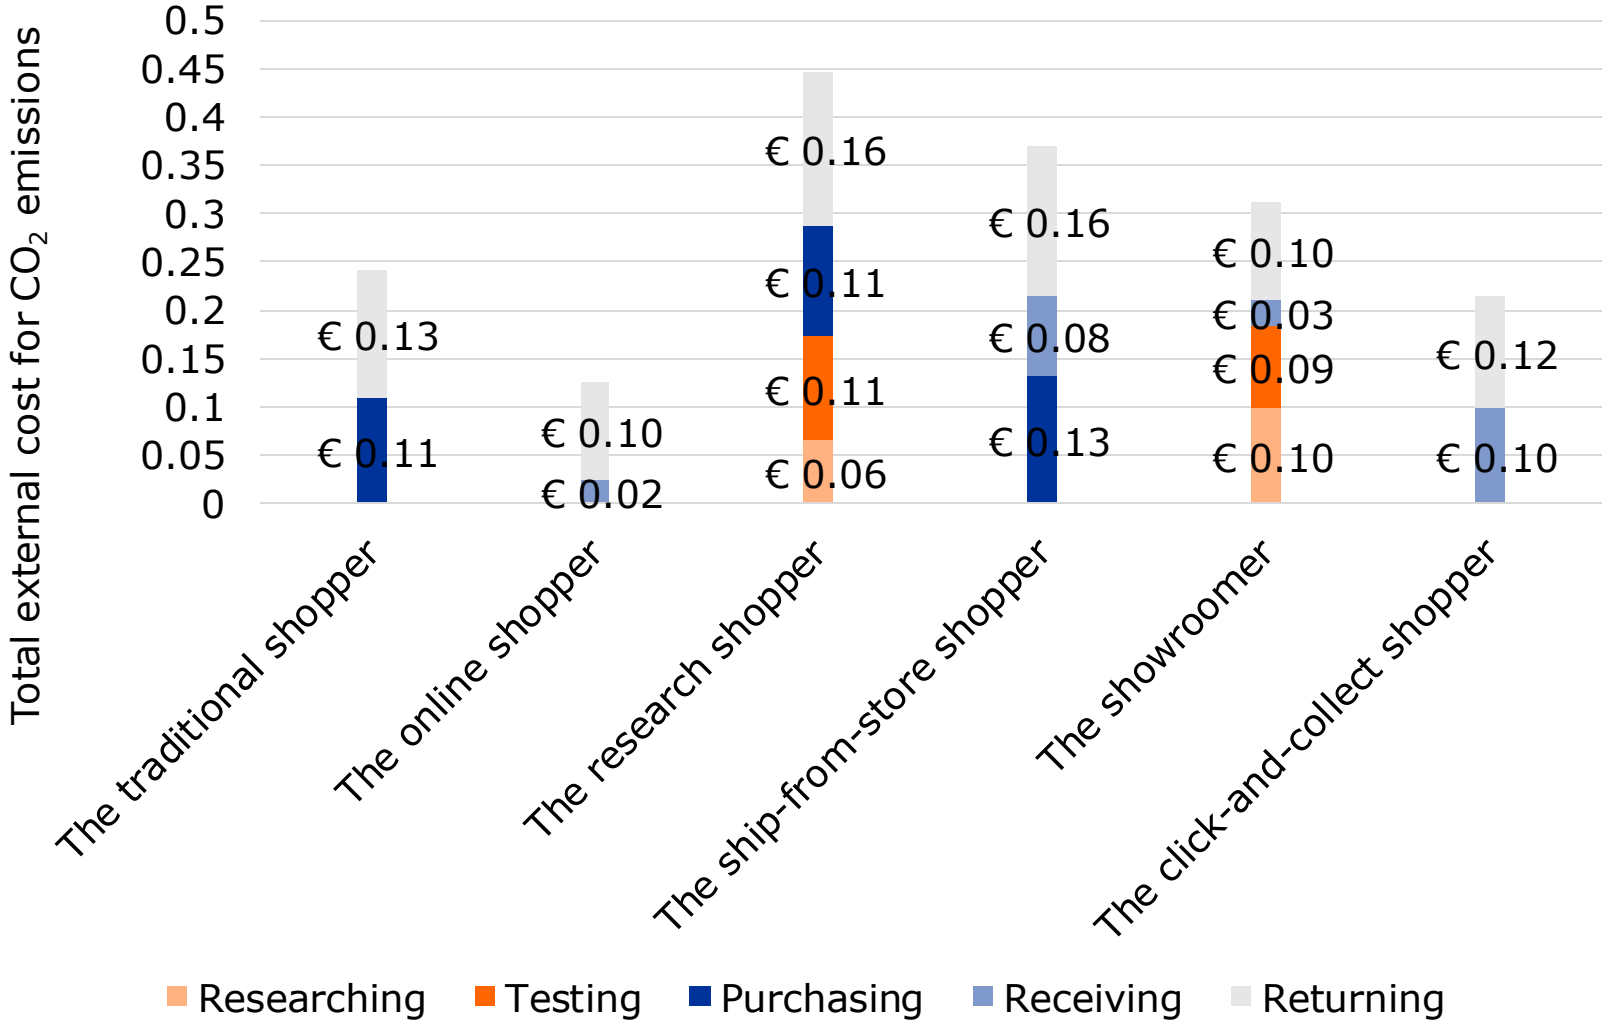 Total external cost for CO₂ emissions
0.5
0.45
0.4
0.35
0.3
0.25
0.2
0.15
0.1
0.05
0
€ 0.13
€ 0.11
€ 0.10
€ 0.02
€ 0.16
€ 0.11
€ 0.11
€ 0.06
€ 0.16
€ 0.08
€ 0.13
€ 0.10
€ 0.03
€ 0.09
€ 0.10
€ 0.12
€ 0.10
The traditional shopper
The online shopper
The research shopper
The ship-from-store shopper
The showroomer
The click-and-collect shopper
Researching
Testing
Purchasing
Receiving
Returning